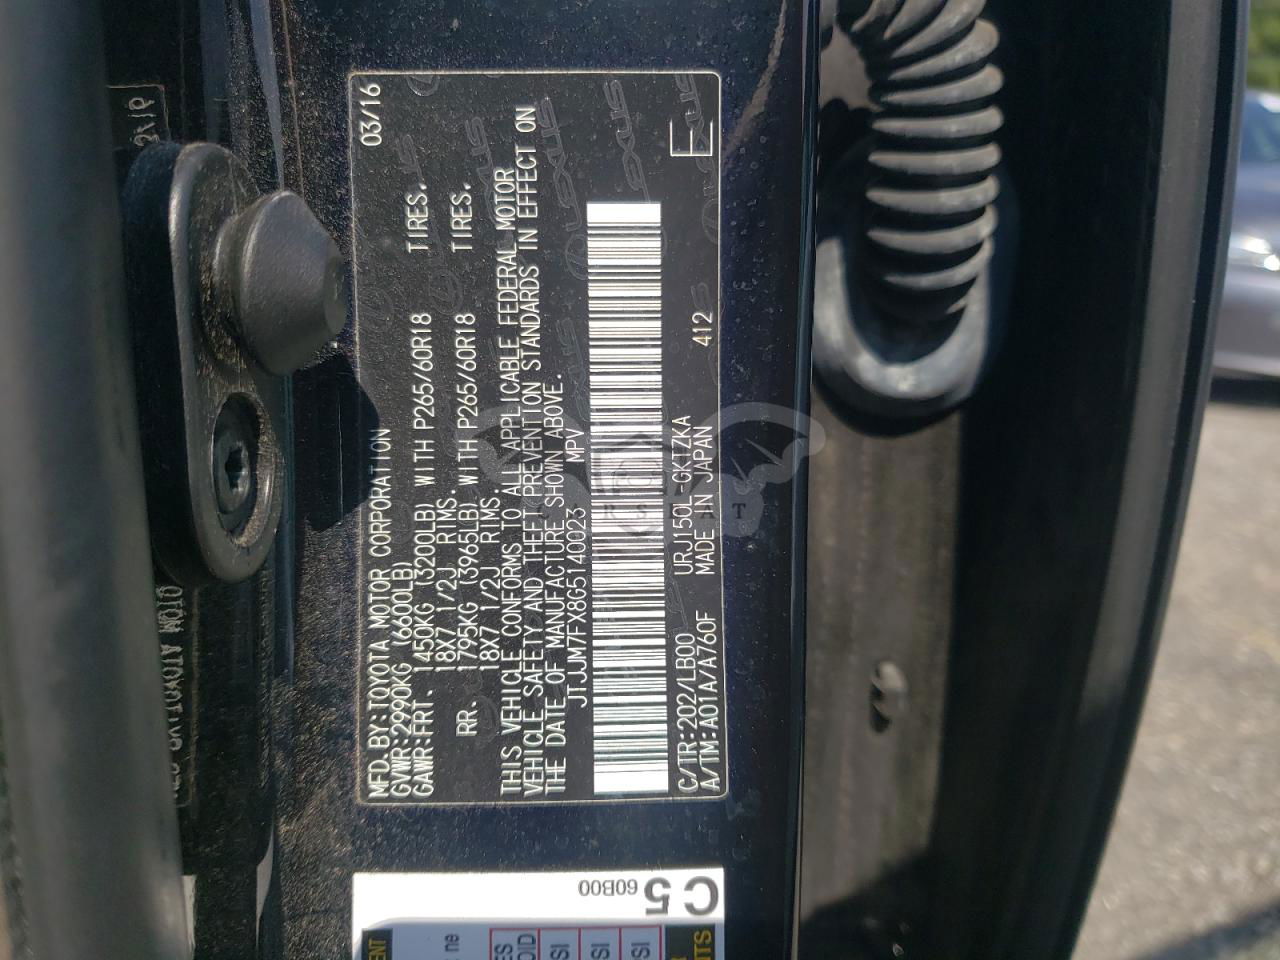 MFD. BY:TOYOTA MOTOR CORPORATION 03/16
GVWR:2990KG (6600LB)
GAWR:FRT. 1450KG (3200LB) WITH P265/60R18 TIRES.
18X7 1/2J RIMS.
RR. 1795KG (3965LB) WITH P265/60R18 TIRES.
18X7 1/2J RIMS.
THIS VEHICLE CONFORMS TO ALL APPLICABLE FEDERAL MOTOR
VEHICLE SAFETY AND THEFT PREVENTION STANDARDS IN EFFECT ON
THE DATE OF MANUFACTURE SHOWN ABOVE.
JTJJM7FX8G5140023 MPV
C/TR:202/LB00 URJ150L-GKTZKA 412 E
A/TM:A01A/A760F MADE IN JAPAN
LEXUS
C5
60B00